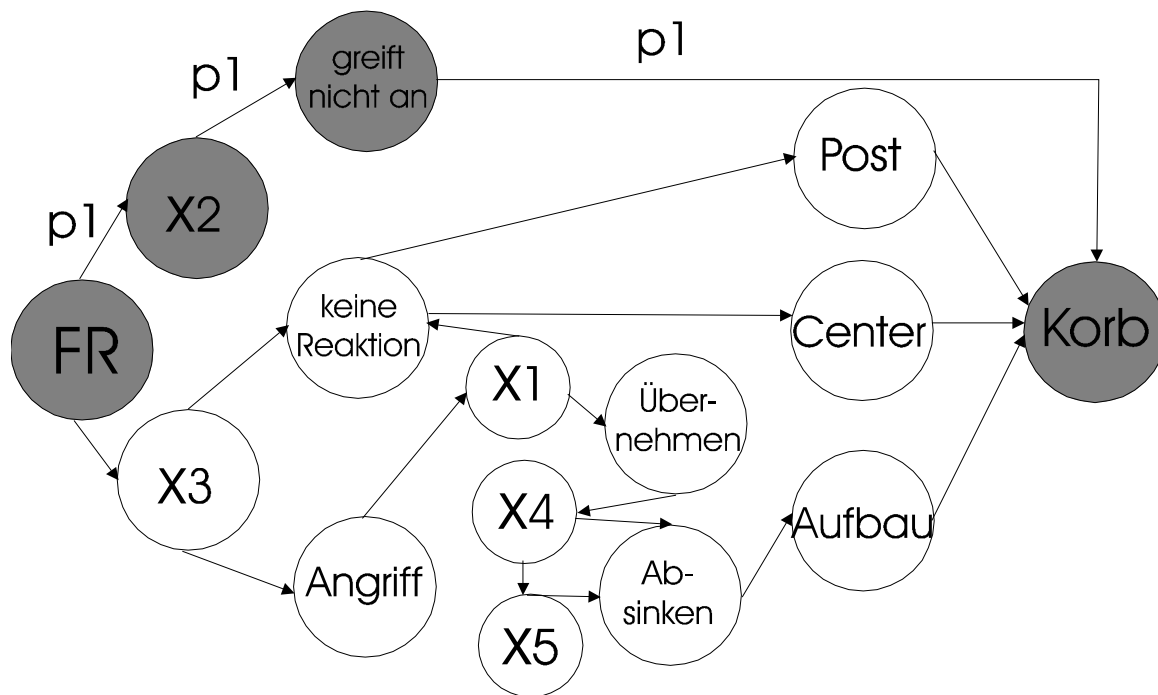 p1
greift
nicht an
p1
Post
X2
p1
keine
Reaktion
Center
Korb
FR
X1
Über-
nehmen
X3
X4
Aufbau
Angriff
Ab-
sinken
X5